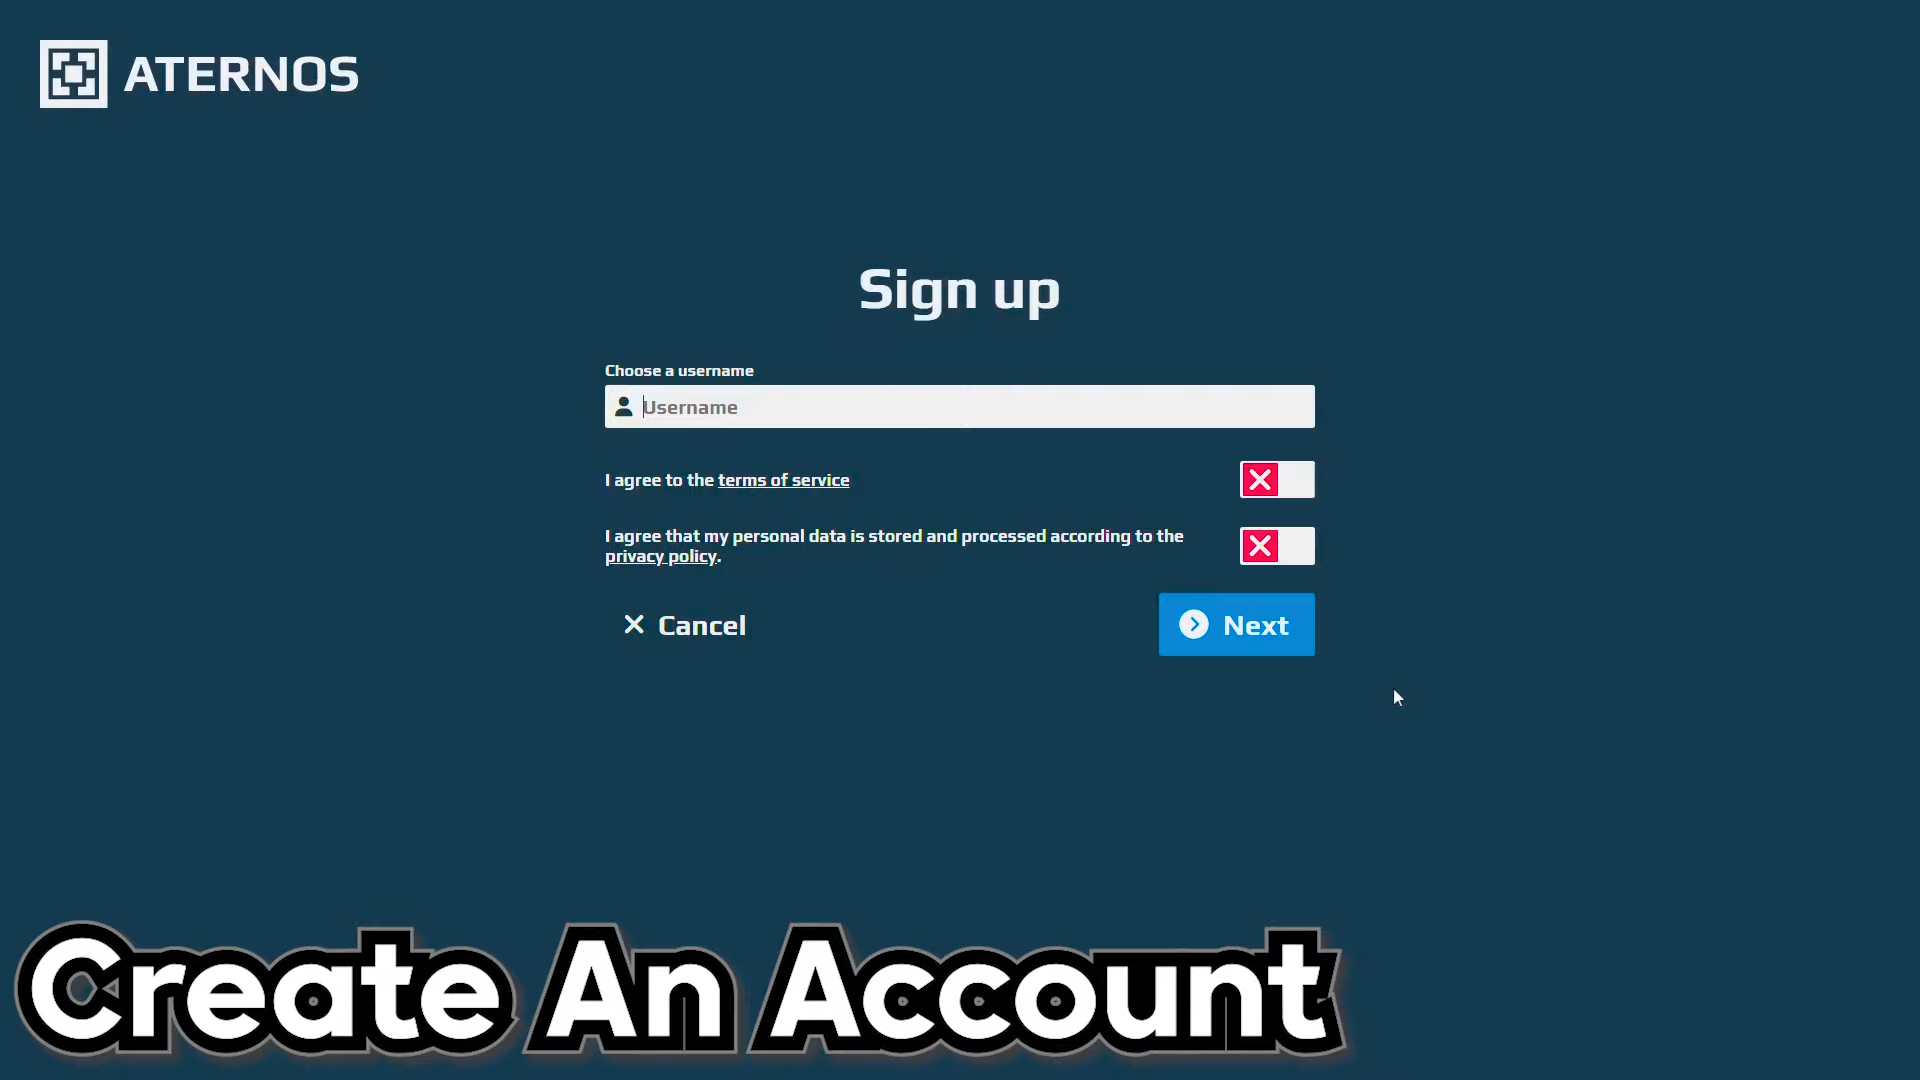 ATERNOS
Sign up
Choose a username
Username
I agree to the terms of service
I agree that my personal data is stored and processed according to the
privacy policy.
Cancel
Next
Create An Account